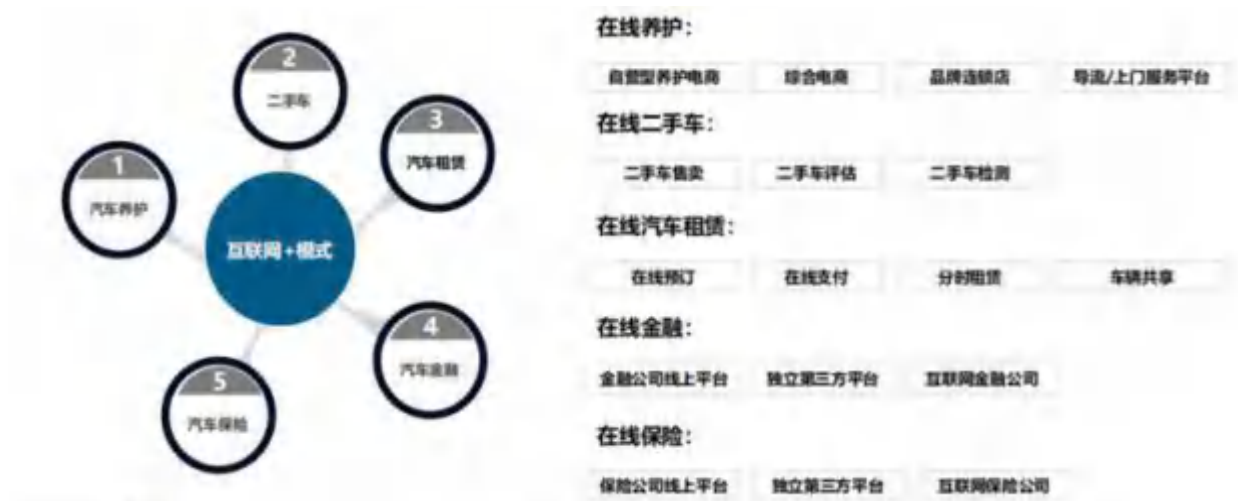 2
二手车
3
汽车租赁
1
汽车养护
互联网+模式
4
汽车金融
5
汽车保险
在线养护：
自营型养护电商 综合电商 品牌连锁店 导流/上门服务平台
在线二手车：
二手车售卖 二手车评估 二手车检测
在线汽车租赁：
在线预订 在线支付 分时租赁 车辆共享
在线金融：
金融公司线上平台 独立第三方平台 互联网金融公司
在线保险：
保险公司线上平台 独立第三方平台 互联网保险公司